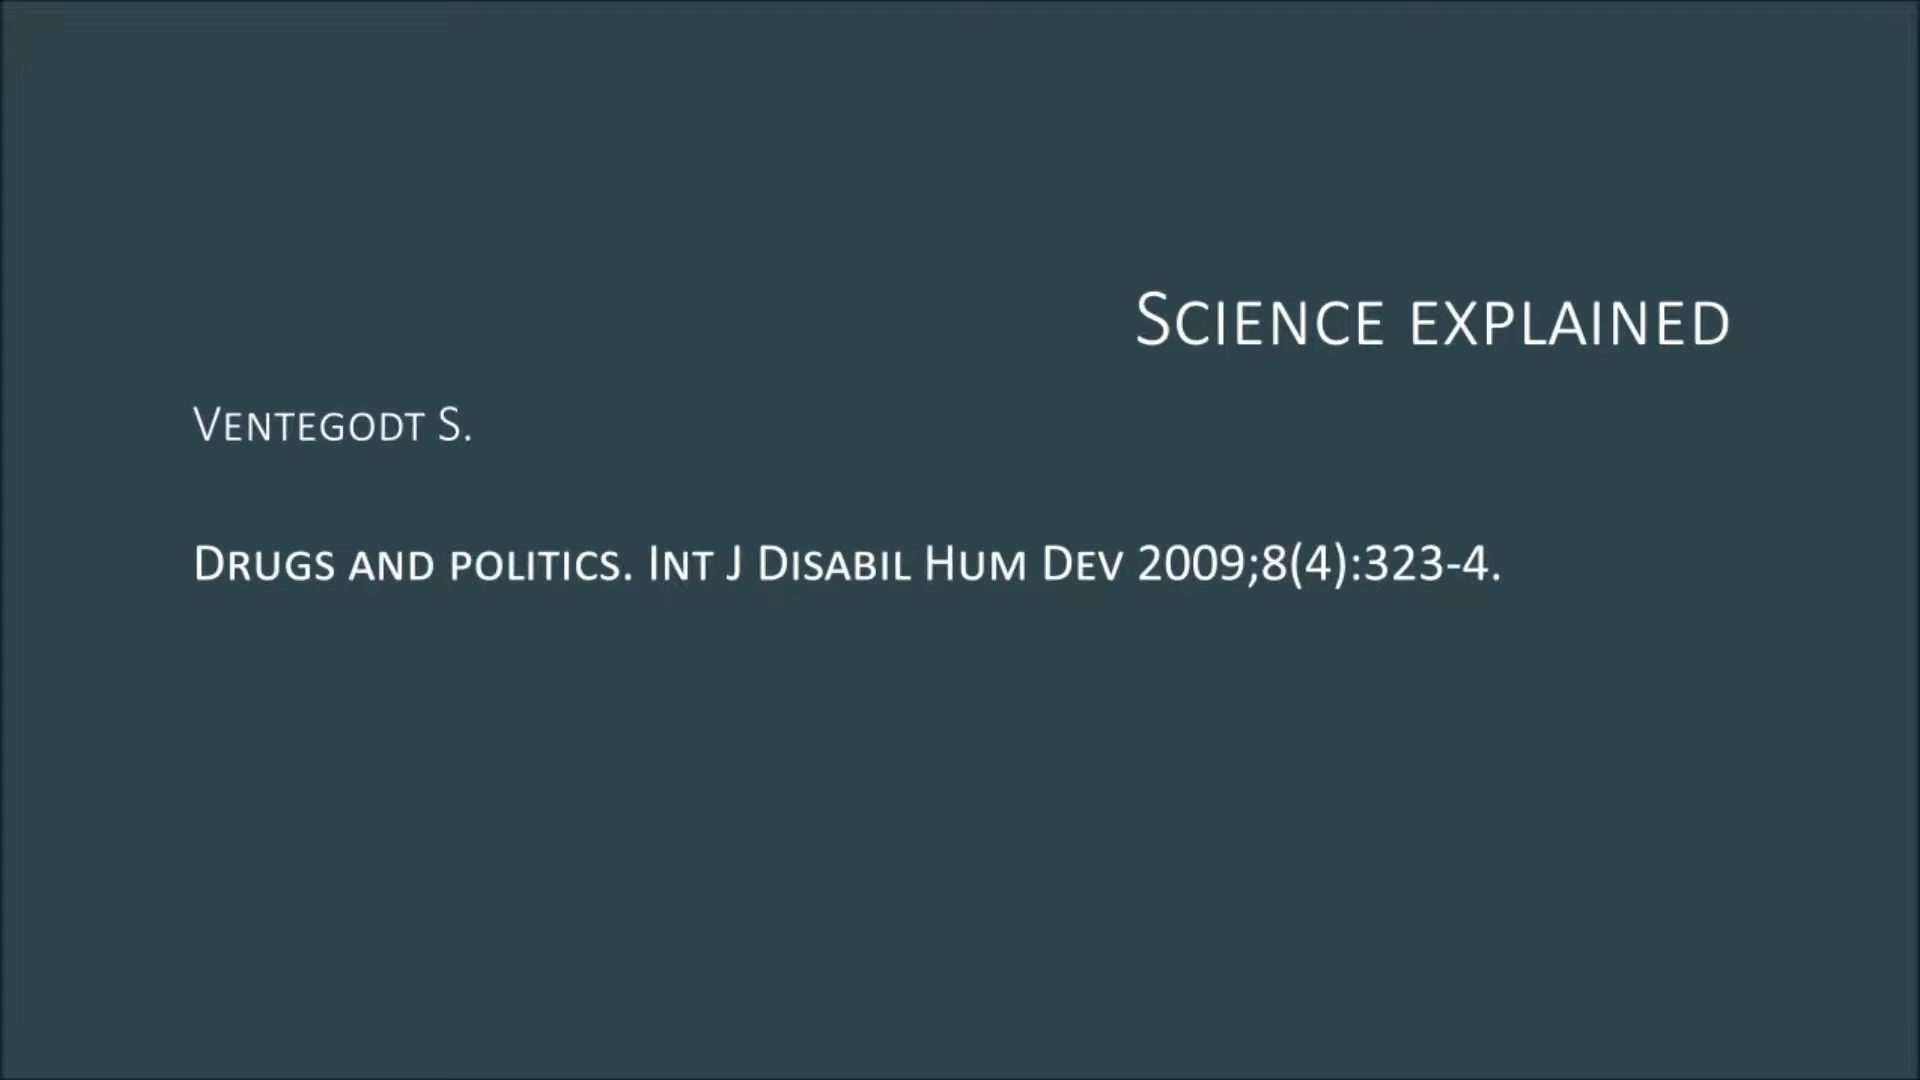 Science explained
Ventegodt S.
Drugs and politics. Int J Disabil Hum Dev 2009;8(4):323-4.